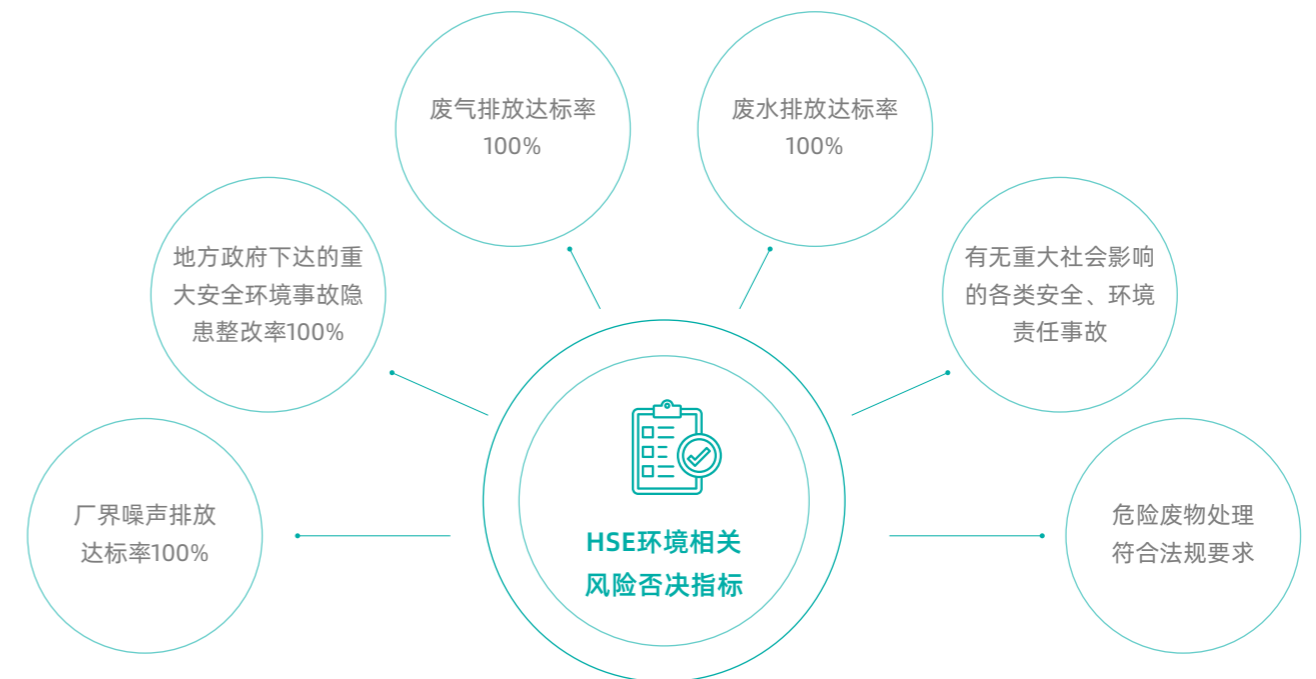 废气排放达标率
100%
废水排放达标率
100%
地方政府下达的重
大安全环境事故隐
患整改率100%
有无重大社会影响
的各类安全、环境
责任事故
厂界噪声排放
达标率100%
危险废物处理
符合法规要求
HSE环境相关
风险否决指标